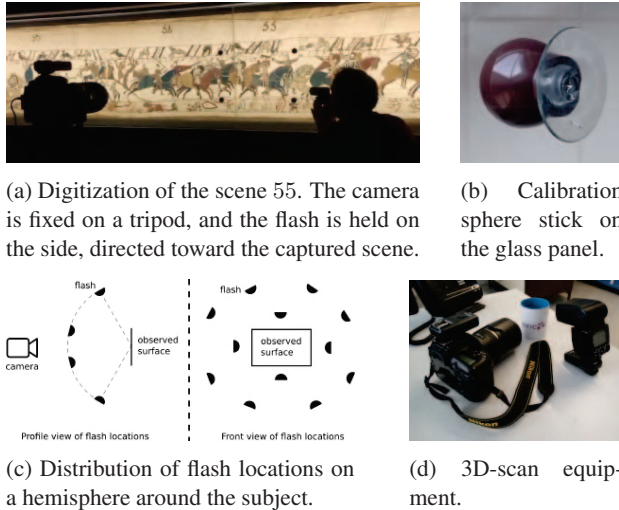 56
55
(a) Digitization of the scene 55. The camera
is fixed on a tripod, and the flash is held on
the side, directed toward the captured scene.
(b) Calibration
sphere stick on
the glass panel.
flash
camera
observed
surface
Profile view of flash locations
flash
observed
surface
Front view of flash locations
Nikon
Nikon
(c) Distribution of flash locations on
a hemisphere around the subject.
(d) 3D-scan equip-
ment.